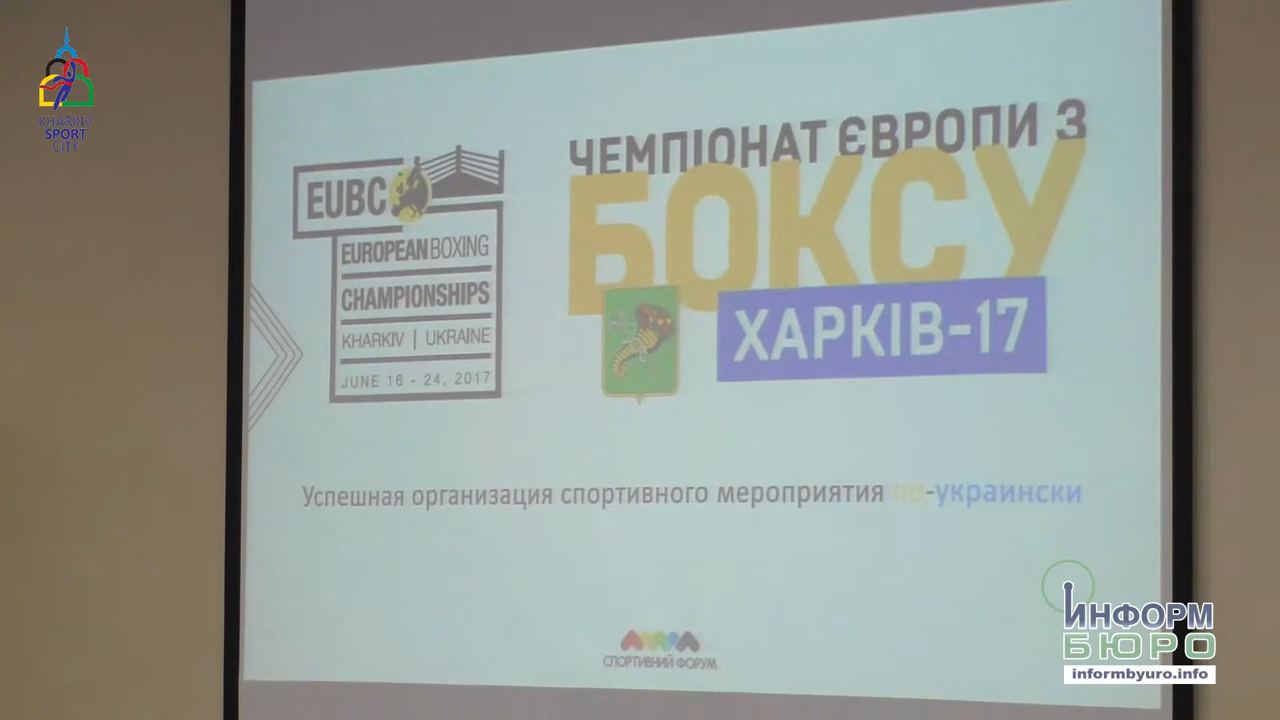 KHARKIV
SPORT
CITY
EUBC
EUROPEAN BOXING
CHAMPIONSHIPS
KHARKIV | UKRAINE
JUNE 16 - 24, 2017
ЧЕМПІОНАТ ЄВРОПИ З
БОКСУ
ХАРКІВ-17
Успешная организация спортивного мероприятия по-украински
СПОРТИВНИЙ ФОРУМ
ИНФОРМ
БЮРО
informbyuro.info